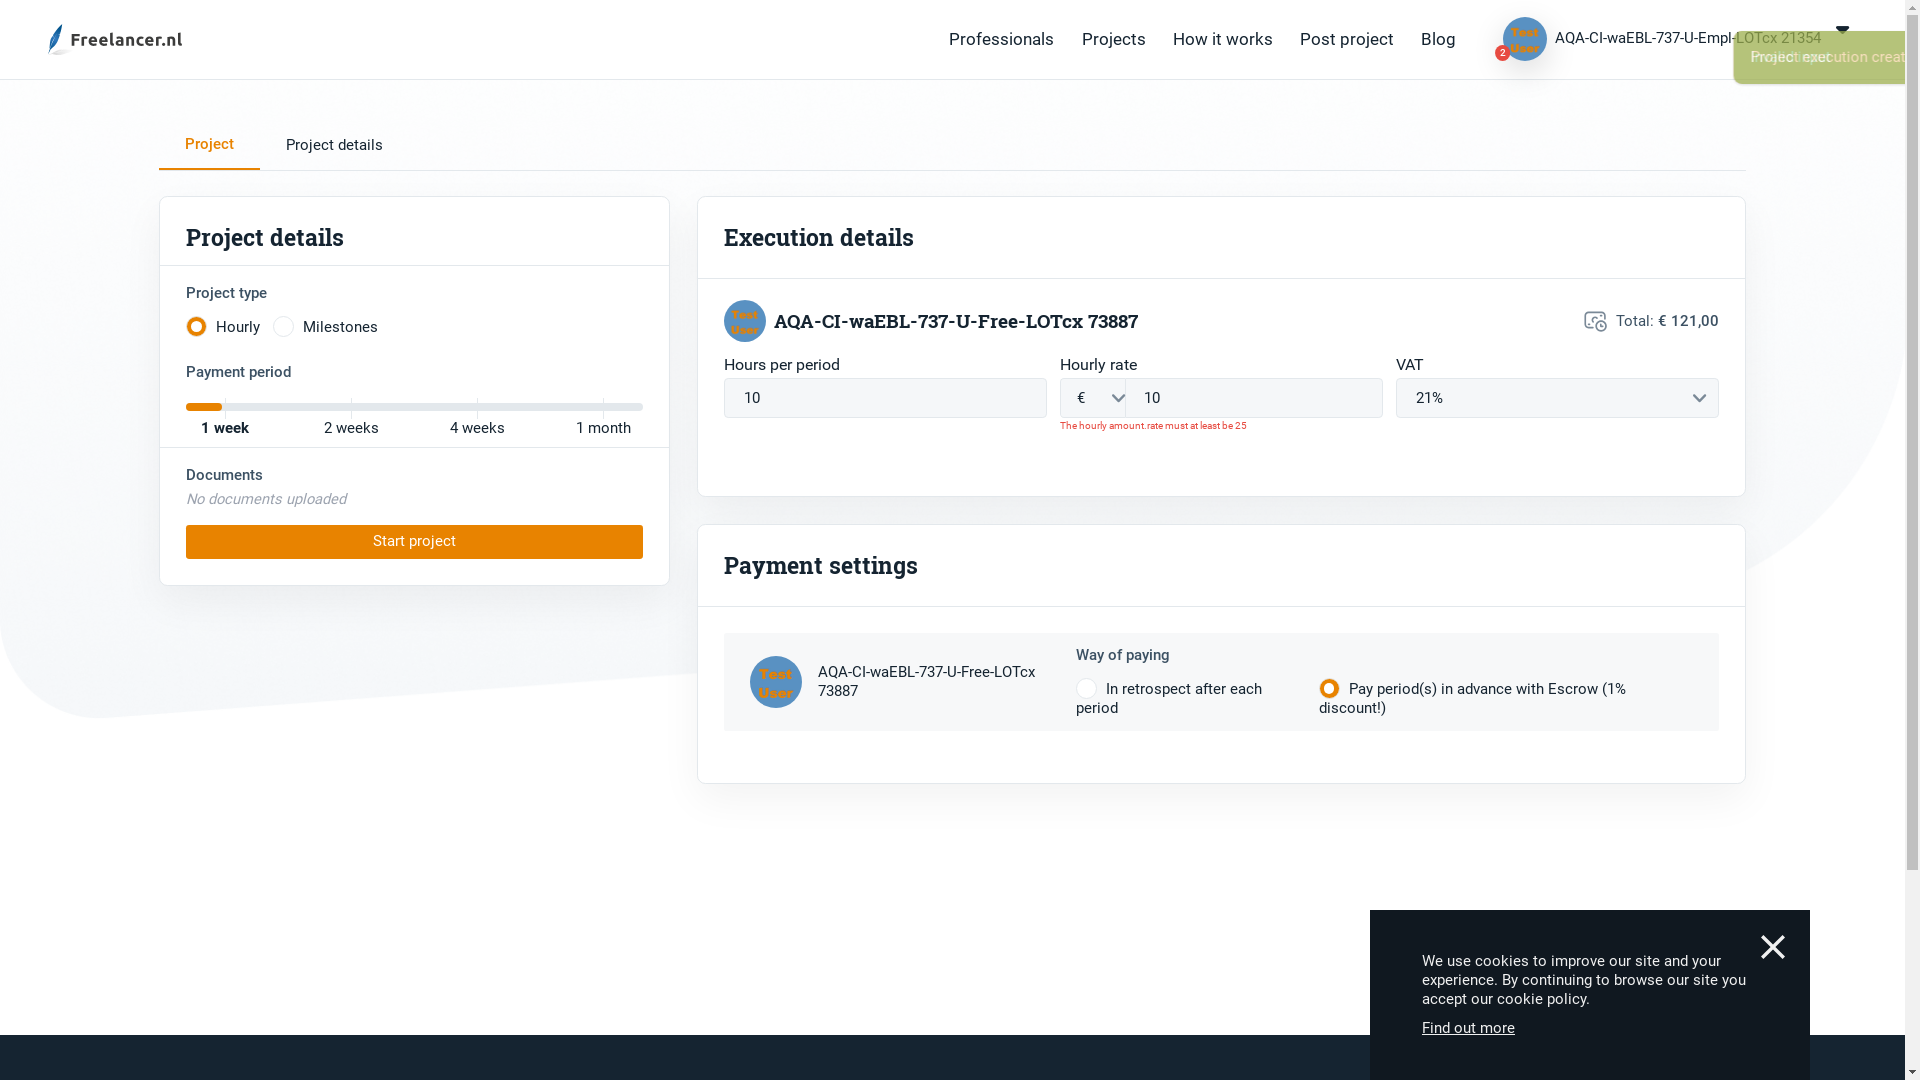 Freelancer.nl
Professionals
Projects
How it works
Post project
Blog
Test
User
2
AQA-CI-waEBL-737-U-Empl-LOTcx 21354
Project
Project details
Project details
Project type
Hourly
Milestones
Payment period
1 week
2 weeks
4 weeks
1 month
Documents
No documents uploaded
Start project
Execution details
Test
User
AQA-CI-waEBL-737-U-Free-LOTcx 73887
Total: € 121,00
Hours per period
Hourly rate
VAT
10
€
10
21%
The hourly amount.rate must at least be 25
Payment settings
Test
User
AQA-CI-waEBL-737-U-Free-LOTcx
73887
Way of paying
In retrospect after each
period
Pay period(s) in advance with Escrow (1%
discount!)
We use cookies to improve our site and your
experience. By continuing to browse our site you
accept our cookie policy.
Find out more